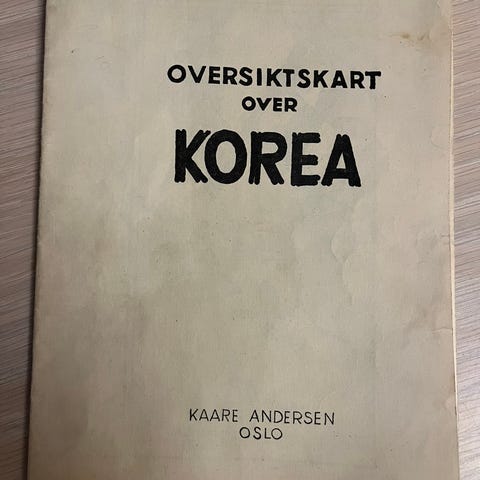 OVERSIKTSKART
OVER
KOREA
KAARE ANDERSEN
OSLO